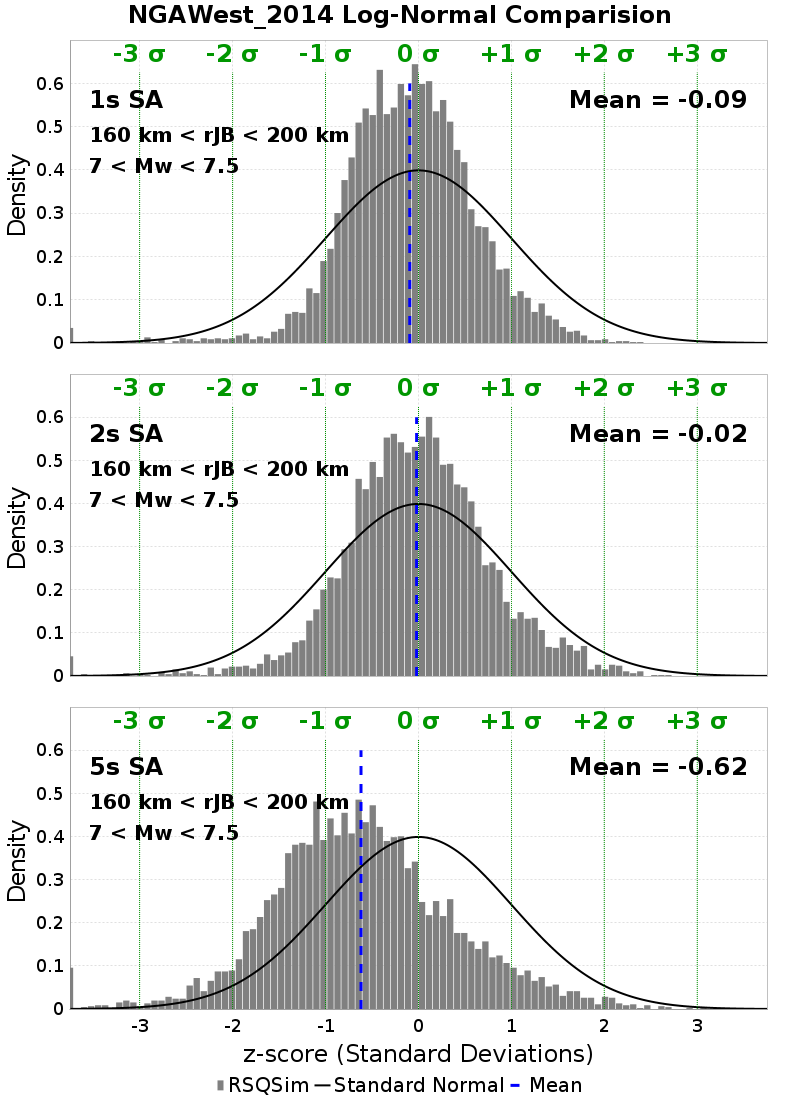 NGAWest_2014 Log-Normal Comparision
-3 σ -2 σ -1 σ 0 σ +1 σ +2 σ +3 σ
1s SA Mean = -0.09
160 km < rJB < 200 km
7 < Mw < 7.5
Density
0.6
0.5
0.4
0.3
0.2
0.1
0
-3 σ -2 σ -1 σ 0 σ +1 σ +2 σ +3 σ
2s SA Mean = -0.02
160 km < rJB < 200 km
7 < Mw < 7.5
Density
0.6
0.5
0.4
0.3
0.2
0.1
0
-3 σ -2 σ -1 σ 0 σ +1 σ +2 σ +3 σ
5s SA Mean = -0.62
160 km < rJB < 200 km
7 < Mw < 7.5
Density
0.6
0.5
0.4
0.3
0.2
0.1
0
-3 -2 -1 0 1 2 3
z-score (Standard Deviations)
RSQSim Standard Normal Mean